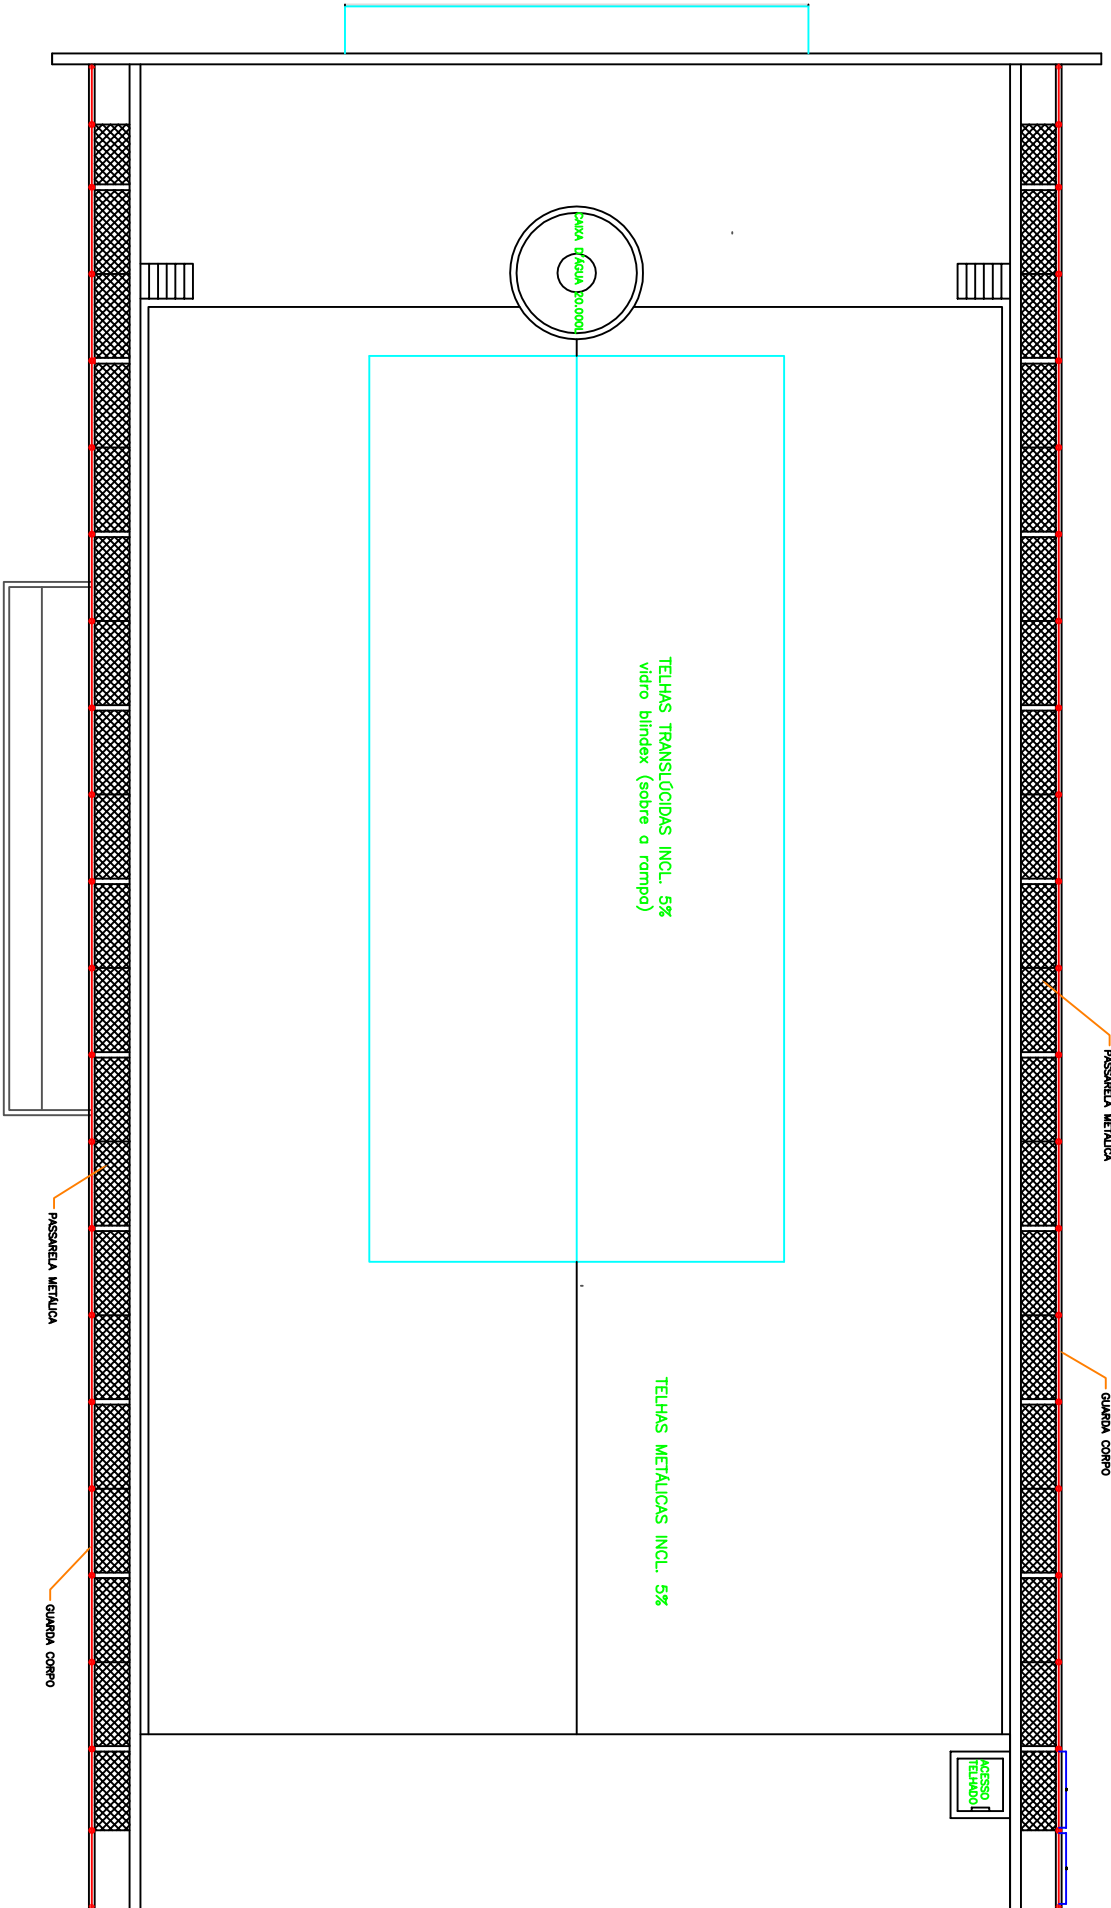 CAIXA D'ÁGUA 20.000L
TELHAS TRANSLÚCIDAS INCL. 5%
vidro blindex (sobre a rampa)
PASSARELA METÁLICA
PASSARELA METÁLICA
GUARDA CORPO
TELHAS METÁLICAS INCL. 5%
GUARDA CORPO
ACESSO
TELHADO